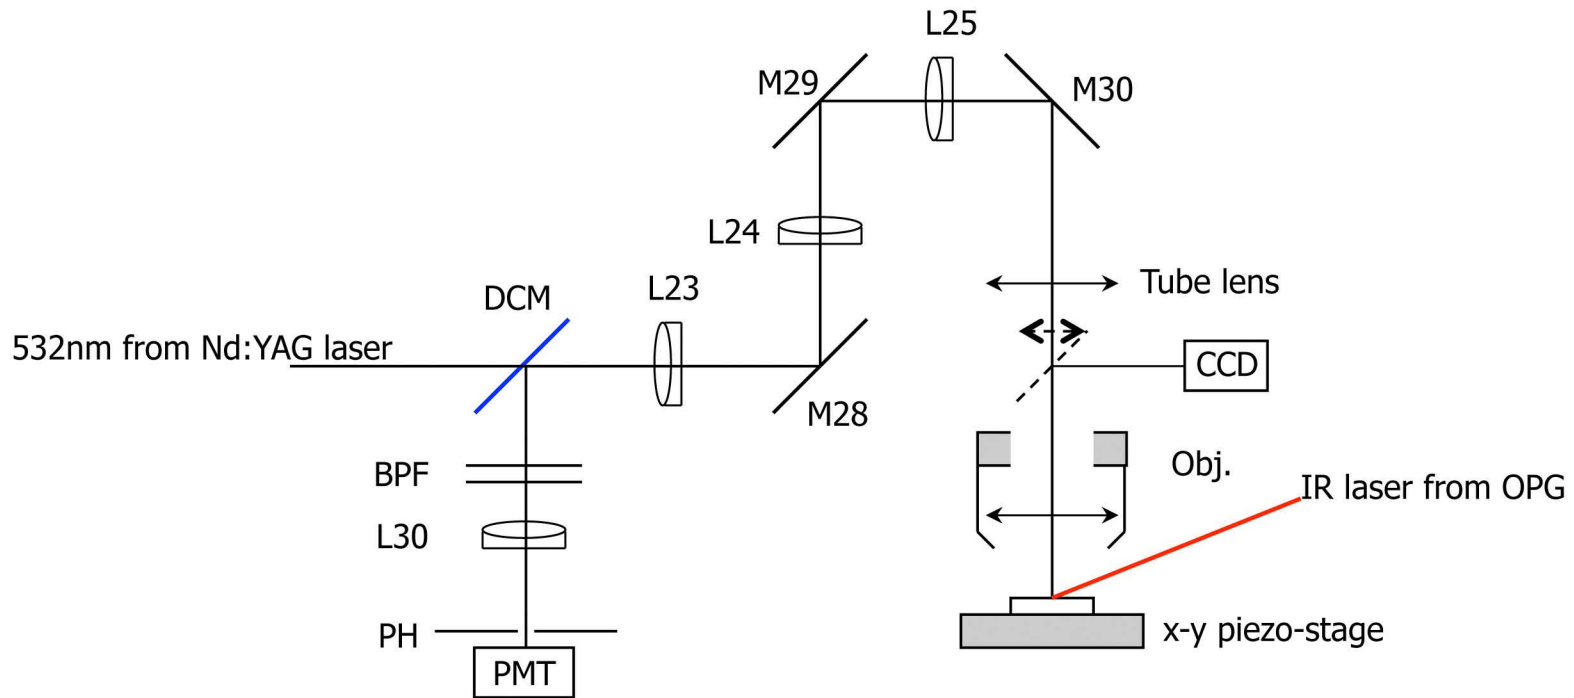 L25
M29
M30
L24
Tube lens
L23
DCM
532nm from Nd:YAG laser
CCD
M28
Obj.
BPF
IR laser from OPG
L30
PH
x-y piezo-stage
PMT